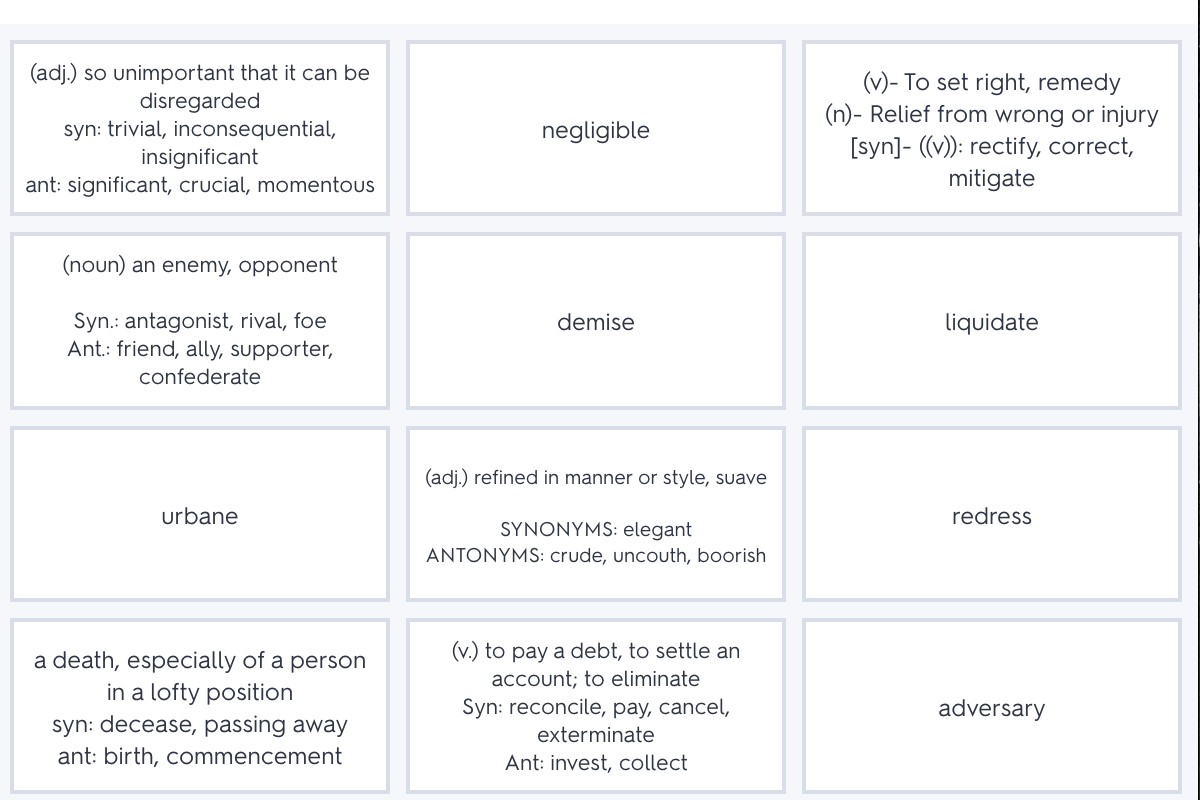 (adj.) so unimportant that it can be
disregarded
syn: trivial, inconsequential,
insignificant
ant: significant, crucial, momentous
negligible
(v)- To set right, remedy
(n)- Relief from wrong or injury
[syn]- ((v)): rectify, correct,
mitigate
(noun) an enemy, opponent
Syn.: antagonist, rival, foe
Ant.: friend, ally, supporter,
confederate
demise
liquidate
urbane
(adj.) refined in manner or style, suave
SYNONYMS: elegant
ANTONYMS: crude, uncouth, boorish
redress
a death, especially of a person
in a lofty position
syn: decease, passing away
ant: birth, commencement
(v.) to pay a debt, to settle an
account; to eliminate
Syn: reconcile, pay, cancel,
exterminate
Ant: invest, collect
adversary